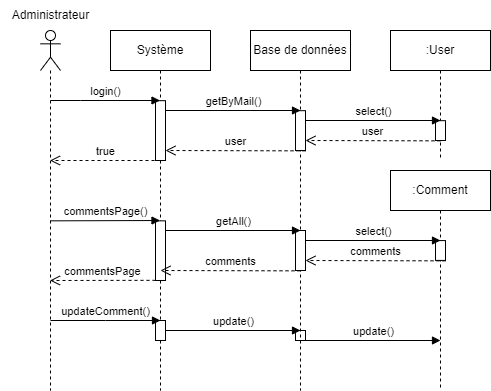 Administrateur
Système
Base de données
:User
login()
getByMail()
select()
user
user
true
:Comment
commentsPage()
getAll()
select()
comments
comments
commentsPage
updateComment()
update()
update()